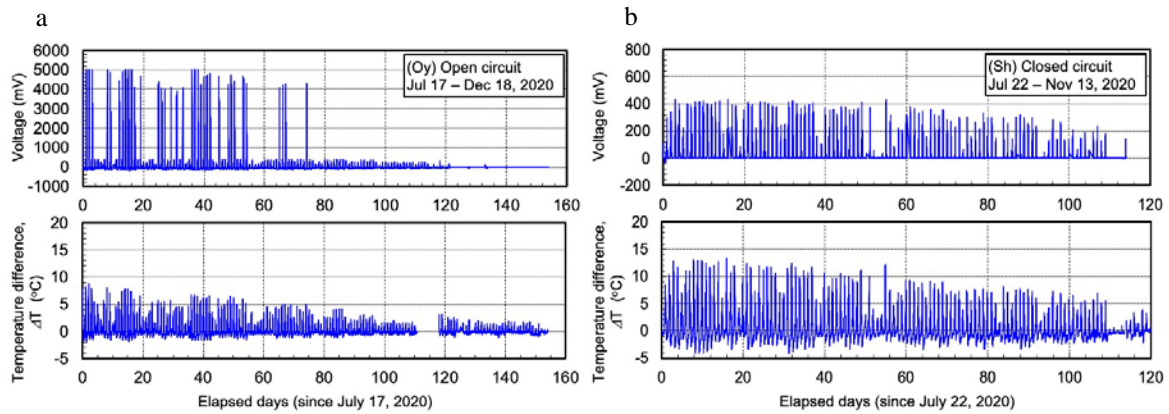 a
6000
5000
4000
3000
2000
1000
0
-1000
Voltage (mV)
(Oy) Open circuit
Jul 17 – Dec 18, 2020
0 20 40 60 80 100 120 140 160
20
15
10
5
0
-5
Temperature difference,
ΔT (°C)
0 20 40 60 80 100 120 140 160
Elapsed days (since July 17, 2020)
b
800
600
400
200
0
-200
Voltage (mV)
(Sh) Closed circuit
Jul 22 – Nov 13, 2020
0 20 40 60 80 100 120
20
15
10
5
0
-5
Temperature difference,
ΔT (°C)
0 20 40 60 80 100 120
Elapsed days (since July 22, 2020)